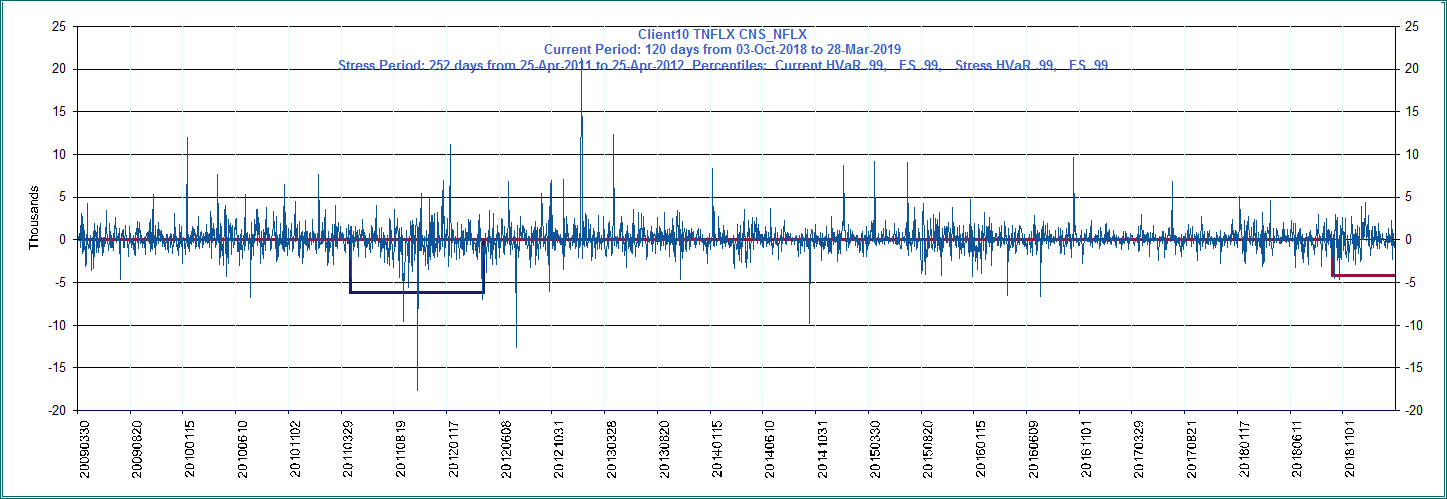 Client10 TNFLX CNS_NFLX
Current Period: 120 days from 03-Oct-2018 to 28-Mar-2019
Stress Period: 252 days from 25-Apr-2011 to 25-Apr-2012  Percentiles:  Current HVaR .99,    ES .99,    Stress HVaR .99,    ES .99
25 25
20 20
15 15
10 10
5 5
Thousands
0 0
-5 -5
-10 -10
-15 -15
-20 -20
20090330 20090820 20100115 20100610 20101102 20110329 20110819 20120117 20120608 20121031 20130328 20130820 20140115 20140610 20141031 20150330 20150820 20160115 20160609 20161101 20170329 20170821 20180117 20180611 20181101